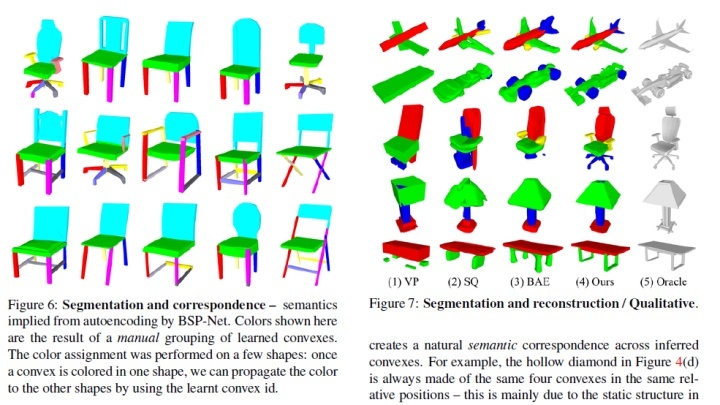 Figure 6: Segmentation and correspondence – semantics
implied from autoencoding by BSP-Net. Colors shown here
are the result of a manual grouping of learned convexes.
The color assignment was performed on a few shapes: once
a convex is colored in one shape, we can propagate the color
to the other shapes by using the learnt convex id.
(1) VP (2) SQ (3) BAE (4) Ours (5) Oracle
Figure 7: Segmentation and reconstruction / Qualitative.
creates a natural semantic correspondence across inferred
convexes. For example, the hollow diamond in Figure 4(d)
is always made of the same four convexes in the same rel-
ative positions – this is mainly due to the static structure in